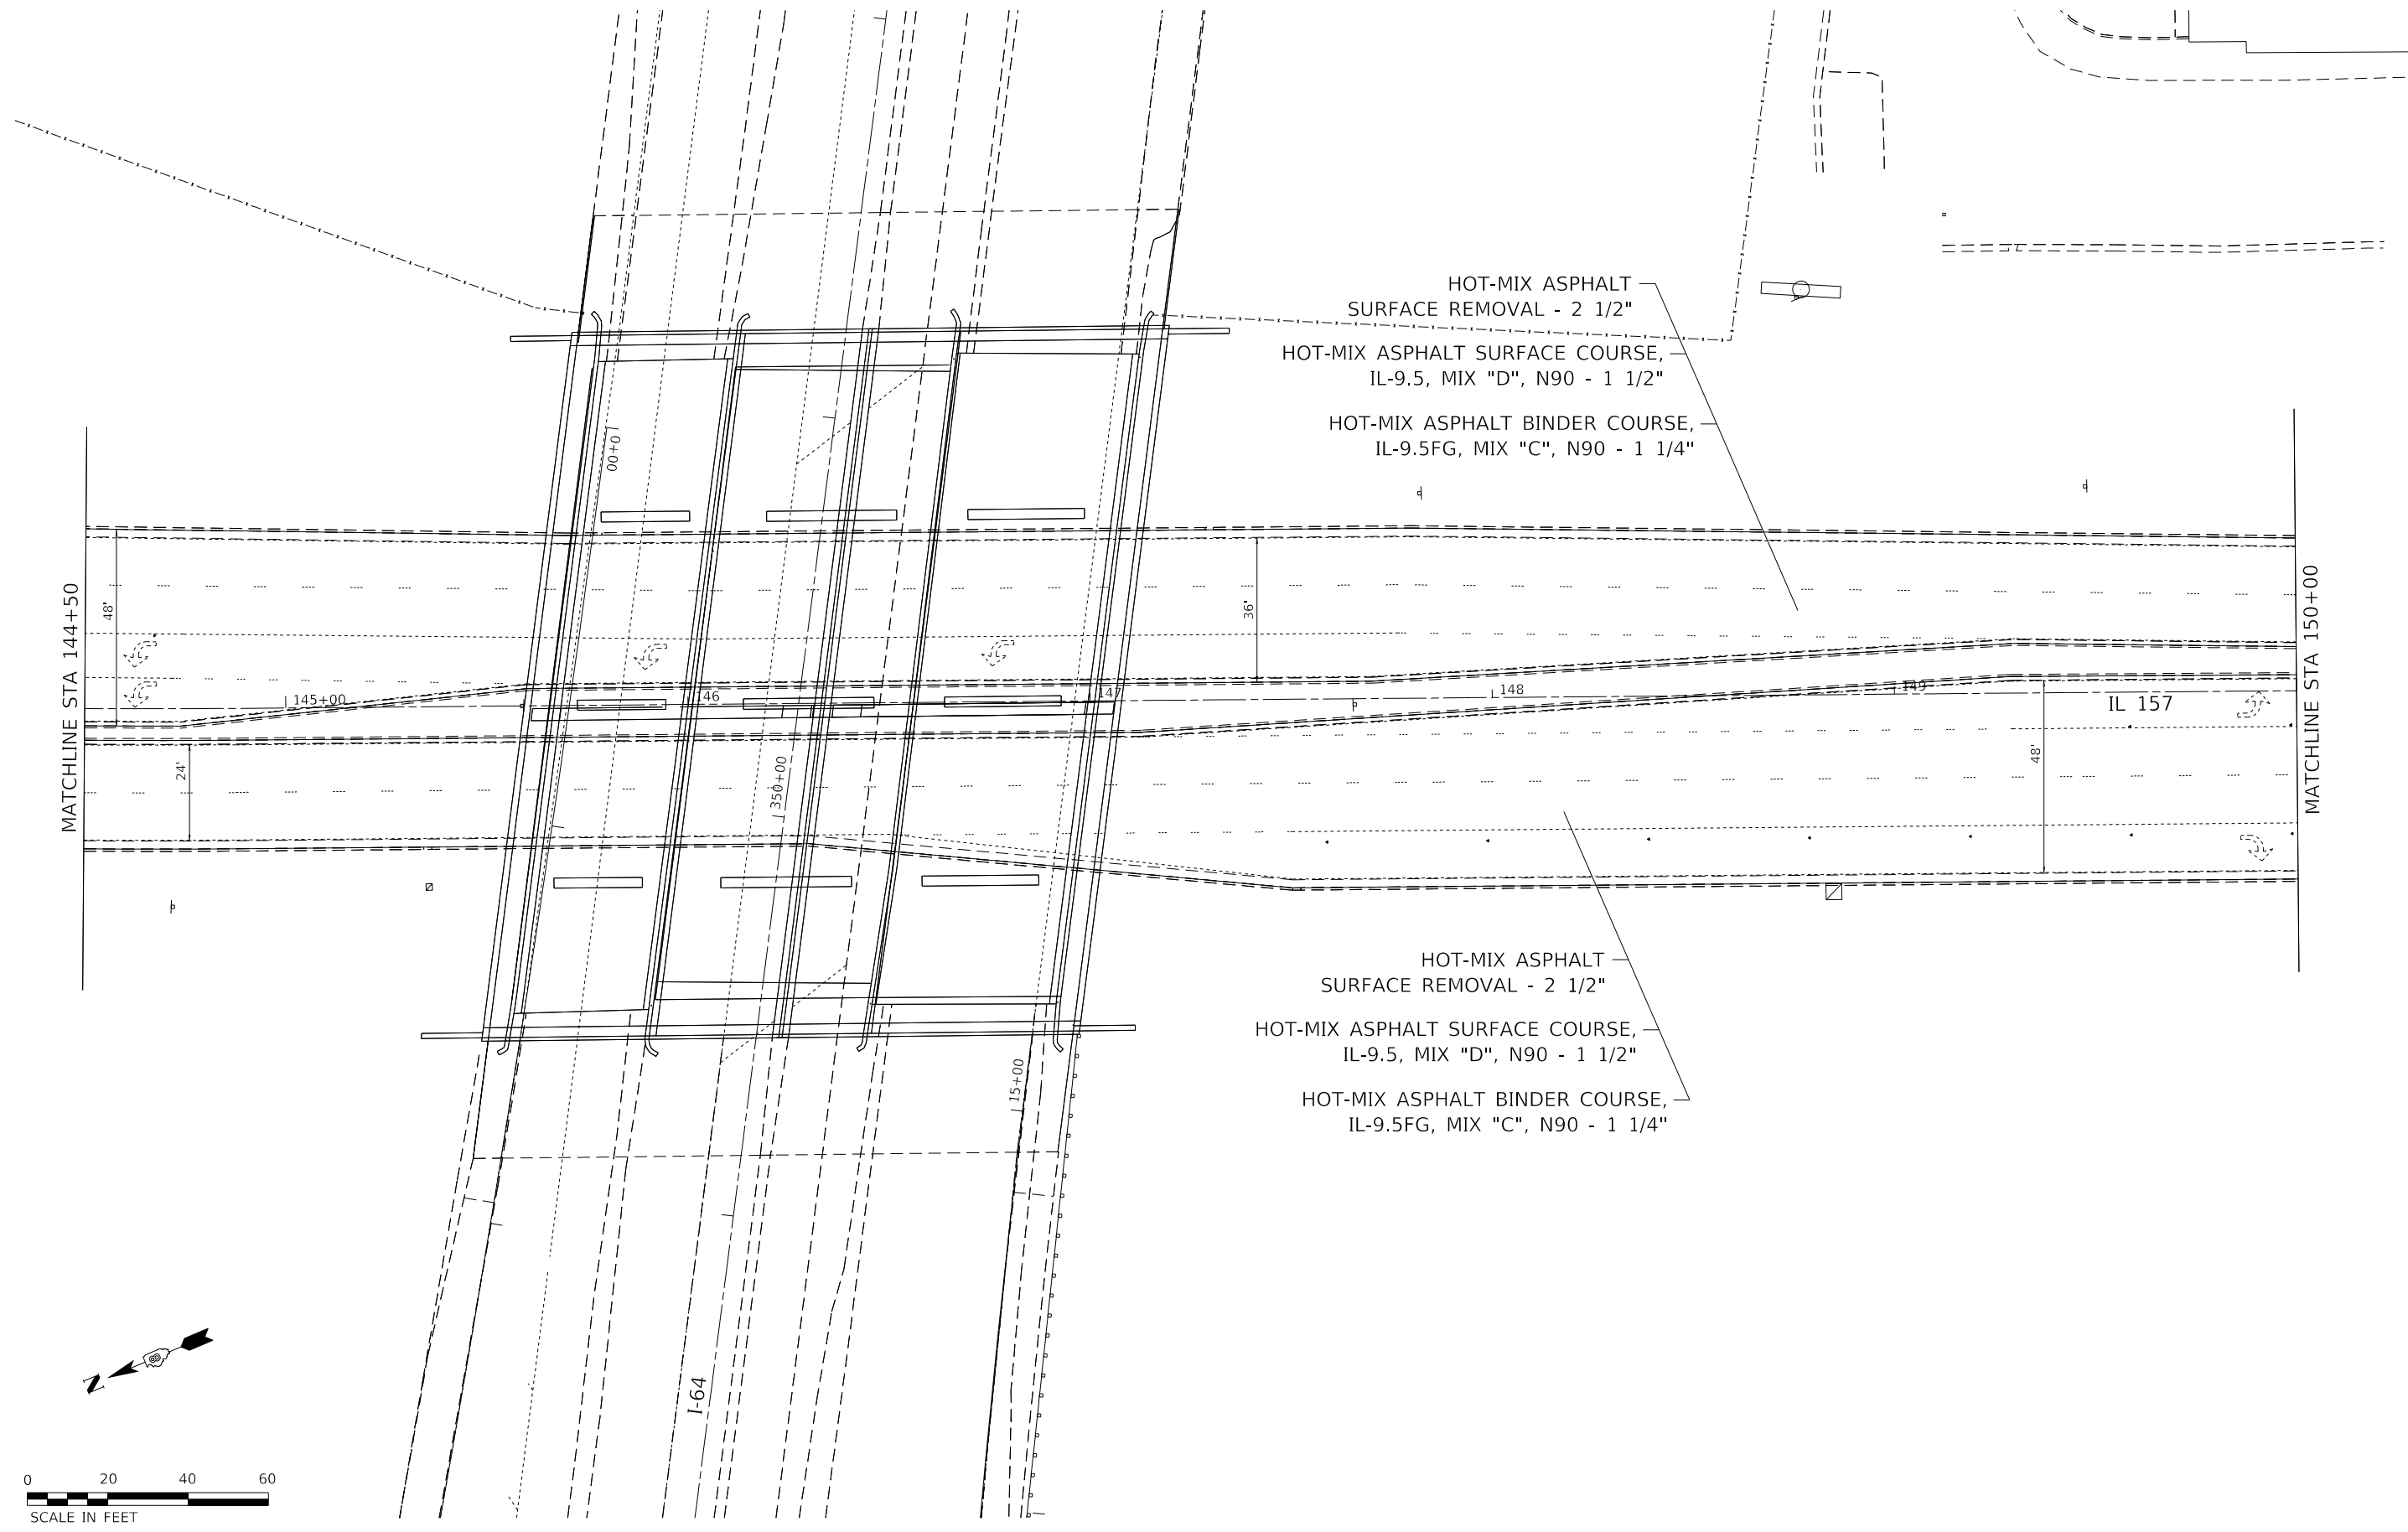 HOT-MIX ASPHALT
SURFACE REMOVAL - 2 1/2"
HOT-MIX ASPHALT SURFACE COURSE,
IL-9.5, MIX "D", N90 - 1 1/2"
HOT-MIX ASPHALT BINDER COURSE,
IL-9.5FG, MIX "C", N90 - 1 1/4"
00+0
MATCHLINE STA 144+50
48'
36'
MATCHLINE STA 150+00
145+00
146
147
148
149
IL 157
24'
350+00
48'
HOT-MIX ASPHALT
SURFACE REMOVAL - 2 1/2"
HOT-MIX ASPHALT SURFACE COURSE,
IL-9.5, MIX "D", N90 - 1 1/2"
HOT-MIX ASPHALT BINDER COURSE,
IL-9.5FG, MIX "C", N90 - 1 1/4"
15+00
I-64
N
0 20 40 60
SCALE IN FEET